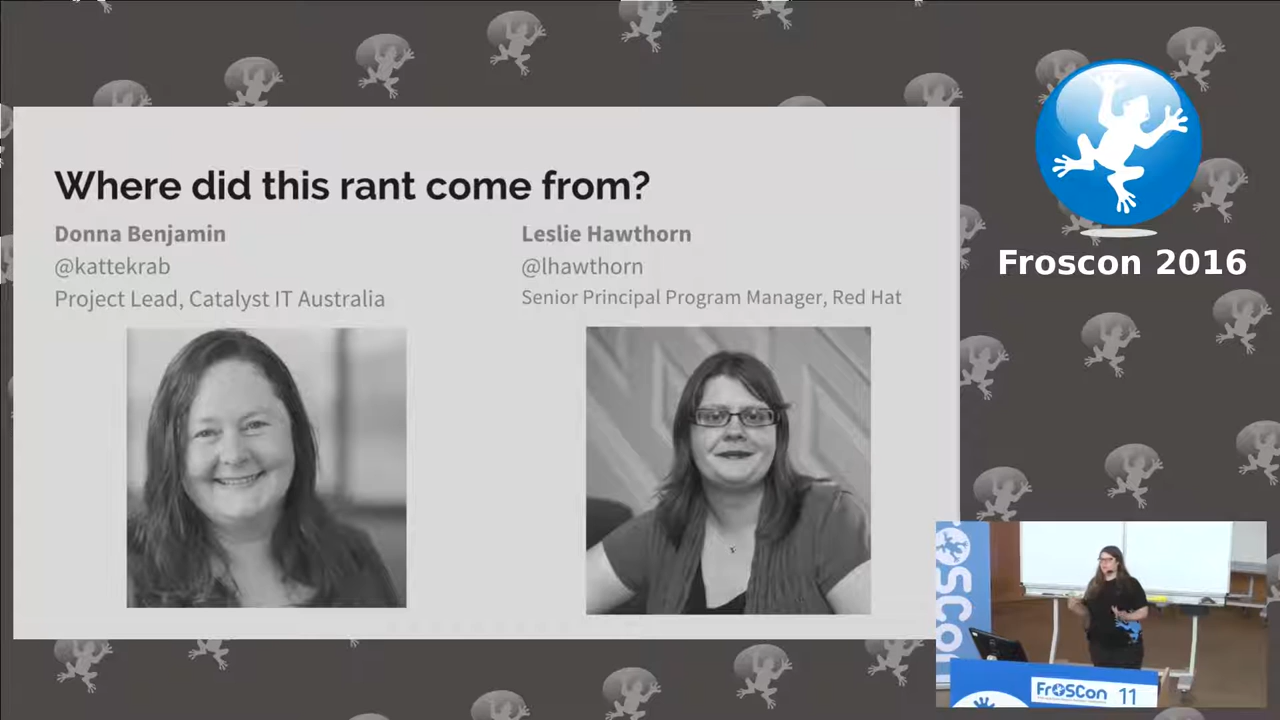 Where did this rant come from?
Donna Benjamin
@kattekrab
Project Lead, Catalyst IT Australia
Leslie Hawthorn
@lhawthorn
Senior Principal Program Manager, Red Hat
Froscon 2016
FrOSCon
FrOSCon 11